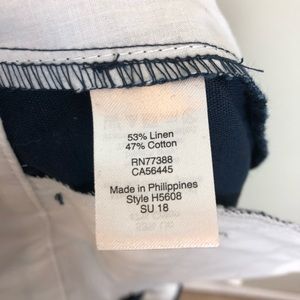 53% Linen
47% Cotton
RN77388
CA56445
Made in Philippines
Style H5608
SU 18